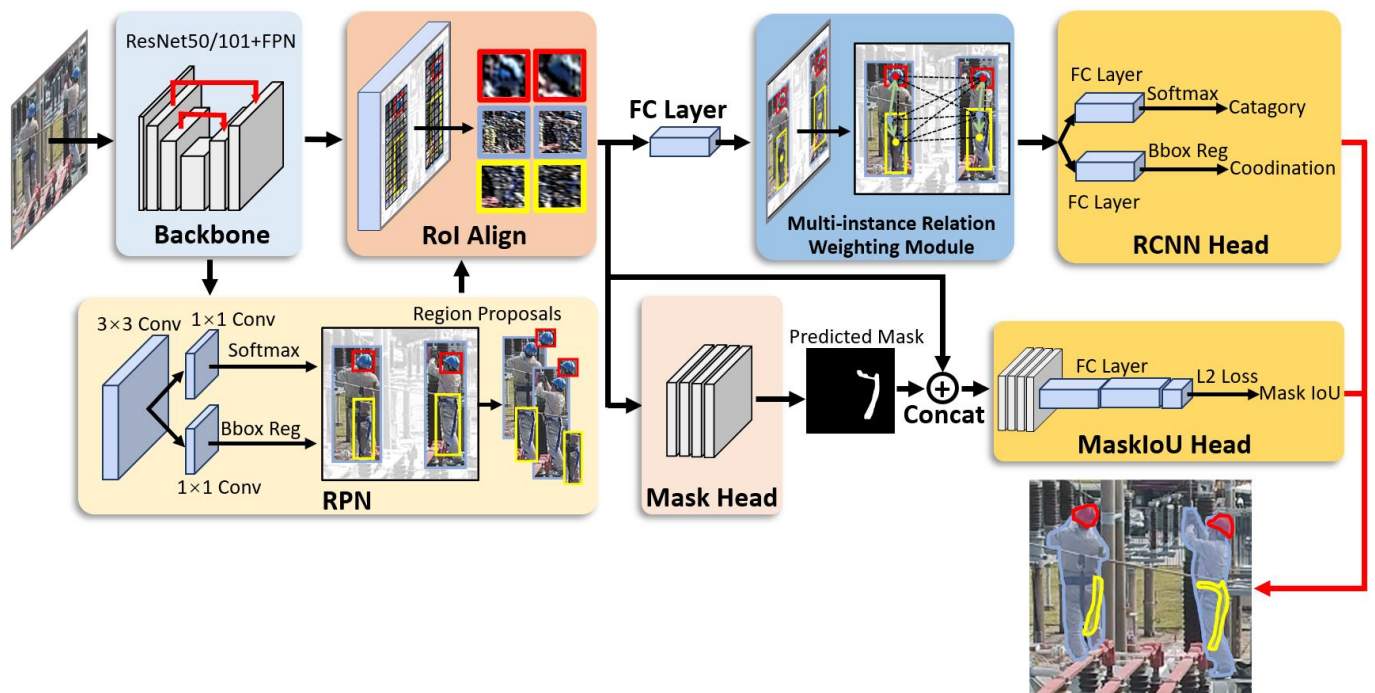 ResNet50/101+FPN
Backbone
RoI Align
FC Layer
Multi-instance Relation
Weighting Module
FC Layer
Softmax
Catagory
Bbox Reg
Coodination
FC Layer
RCNN Head
3×3 Conv
1×1 Conv
Softmax
Bbox Reg
1×1 Conv
Region Proposals
RPN
Mask Head
Predicted Mask
Concat
FC Layer
L2 Loss
Mask IoU
MaskIoU Head